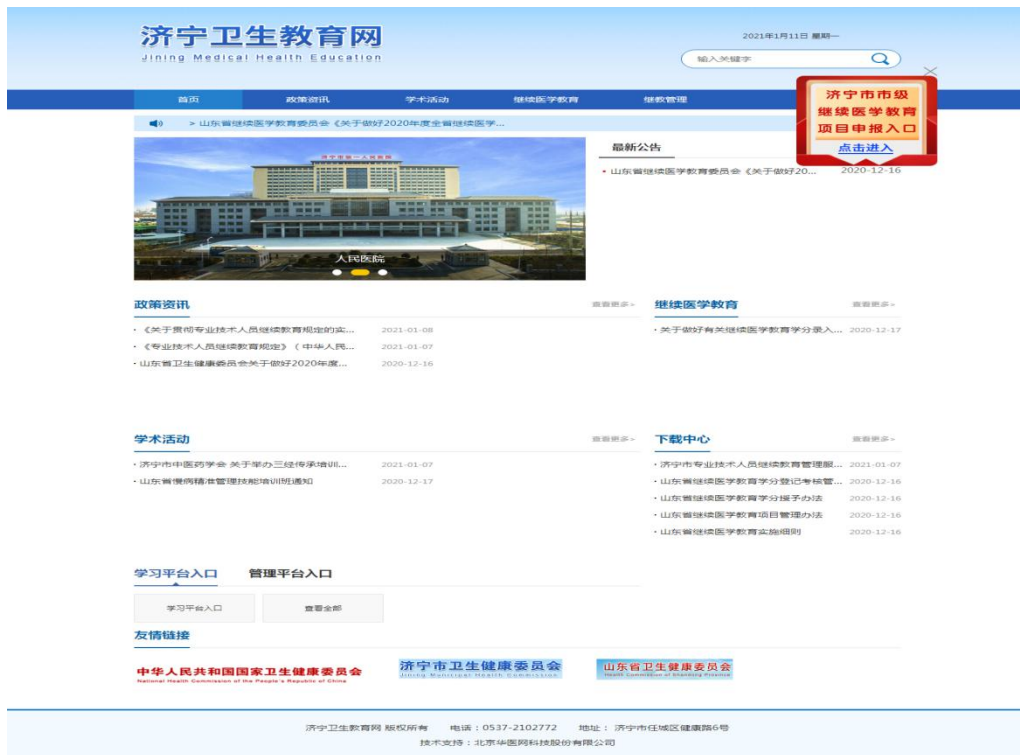 济宁卫生教育网
Jining Medical Health Education
2021年1月11日 星期一
输入关键字
首页 政策资讯 学术活动 继续医学教育 继教管理
济宁市市级
继续医学教育
项目申报入口
点击进入
> 山东省继续医学教育委员会《关于做好2020年度全省继续医学...
济宁市第一人民医院
人民医院
最新公告
· 山东省继续医学教育委员会《关于做好20... 2020-12-16
政策资讯 查看更多>
· 《关于贯彻专业技术人员继续教育规定的实... 2021-01-08
· 《专业技术人员继续教育规定》（中华人民... 2021-01-07
· 山东省卫生健康委员会关于做好2020年度... 2020-12-16
继续医学教育 查看更多>
· 关于做好有关继续医学教育学分录入... 2020-12-17
学术活动 查看更多>
· 济宁市中医药学会 关于举办三经传承培训... 2021-01-07
· 山东省慢病精准管理技能培训班通知 2020-12-17
下载中心 查看更多>
· 济宁市专业技术人员继续教育管理服... 2021-01-07
· 山东省继续医学教育学分登记考核管... 2020-12-16
· 山东省继续医学教育学分授予办法 2020-12-16
· 山东省继续医学教育项目管理办法 2020-12-16
· 山东省继续医学教育实施细则 2020-12-16
学习平台入口 管理平台入口
学习平台入口 查看全部
友情链接
中华人民共和国国家卫生健康委员会
National Health Commission of the People's Republic of China
济宁市卫生健康委员会
Jining Municipal Health Commission
山东省卫生健康委员会
Health Commission of Shandong Province
济宁卫生教育网 版权所有 电话：0537-2102772 地址： 济宁市任城区健康路6号
技术支持：北京华医网科技股份有限公司